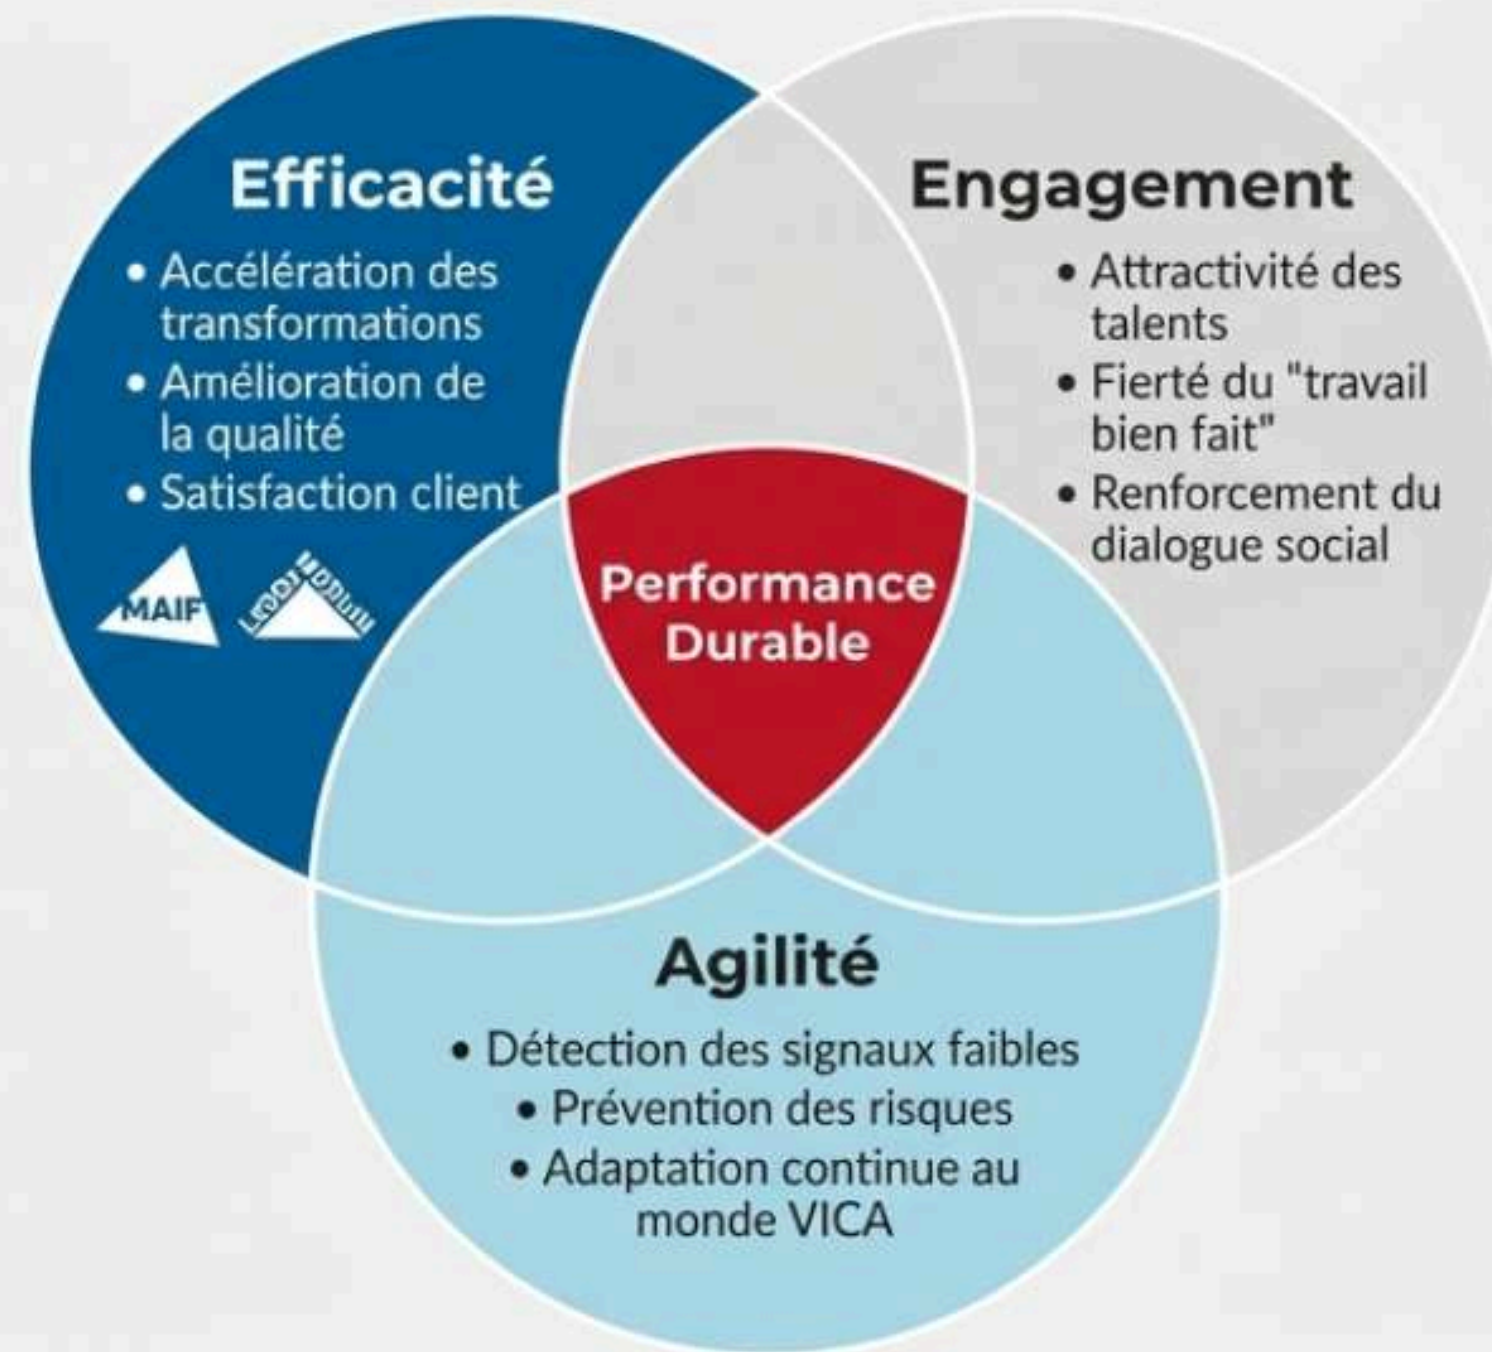 Efficacité
• Accélération des
transformations
• Amélioration de
la qualité
• Satisfaction client
MAIF
Engagement
• Attractivité des
talents
• Fierté du "travail
bien fait"
• Renforcement du
dialogue social
Performance
Durable
Agilité
• Détection des signaux faibles
• Prévention des risques
• Adaptation continue au
monde VICA